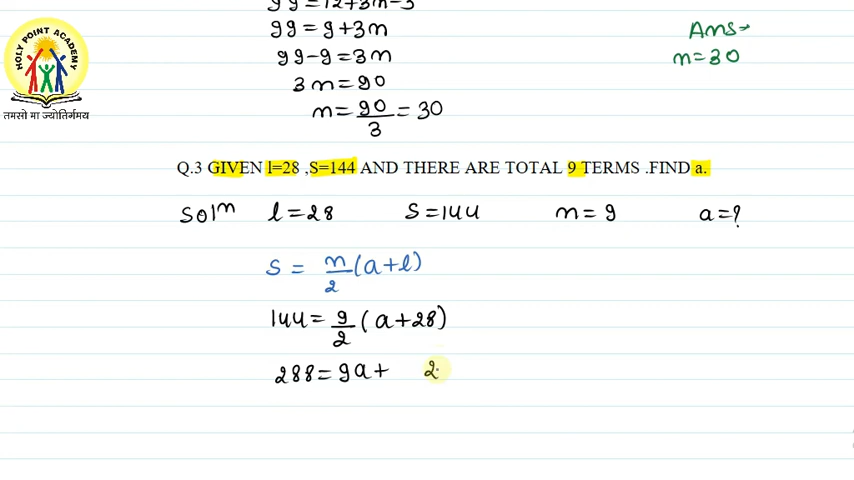 99=12+3n-3
99=9+3n
99-9=3n
3n=90
n=90/3=30
Ans→
n=30
HOLY POINT ACADEMY
तमसो मा ज्योतिर्गमय
Q.3 GIVEN l=28 ,S=144 AND THERE ARE TOTAL 9 TERMS .FIND a.
Soln l=28 S=144 n=9 a=?
S = n/2 (a+l)
144=9/2 (a+28)
288=9a+ 2